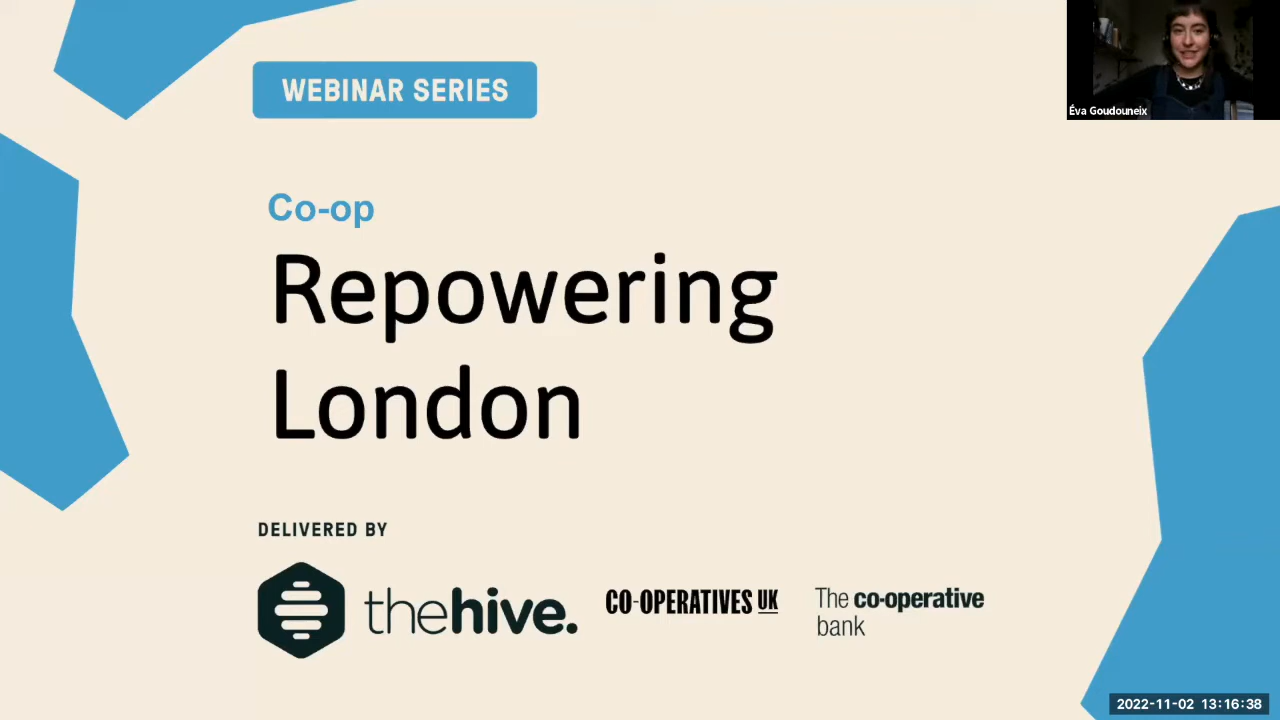 WEBINAR SERIES
Éva Goudouneix
Co-op
Repowering
London
DELIVERED BY
thehive.
CO-OPERATIVES UK
The co-operative
bank
2022-11-02 13:16:38